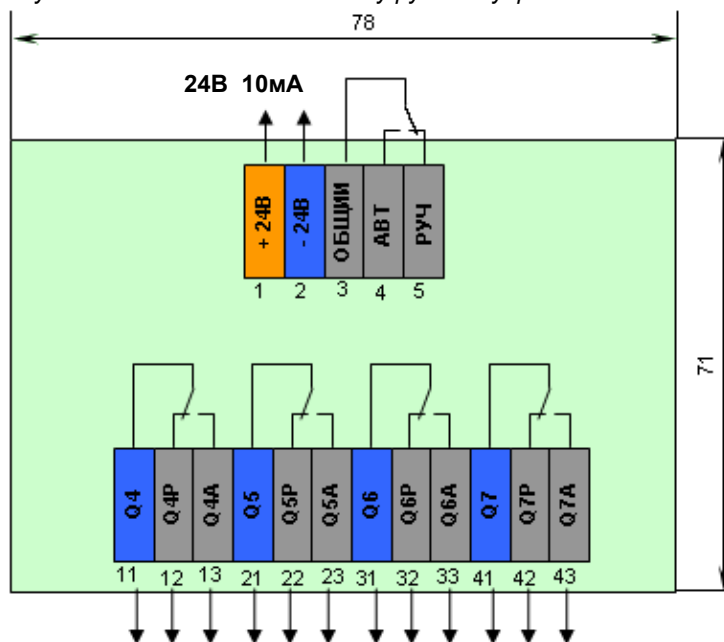 78
24В 10мА
+ 24В
- 24В
ОБЩИЙ
АВТ
РУЧ
1 2 3 4 5
71
Q4
Q4Р
Q4А
Q5
Q5Р
Q5А
Q6
Q6Р
Q6А
Q7
Q7Р
Q7А
11 12 13 21 22 23 31 32 33 41 42 43